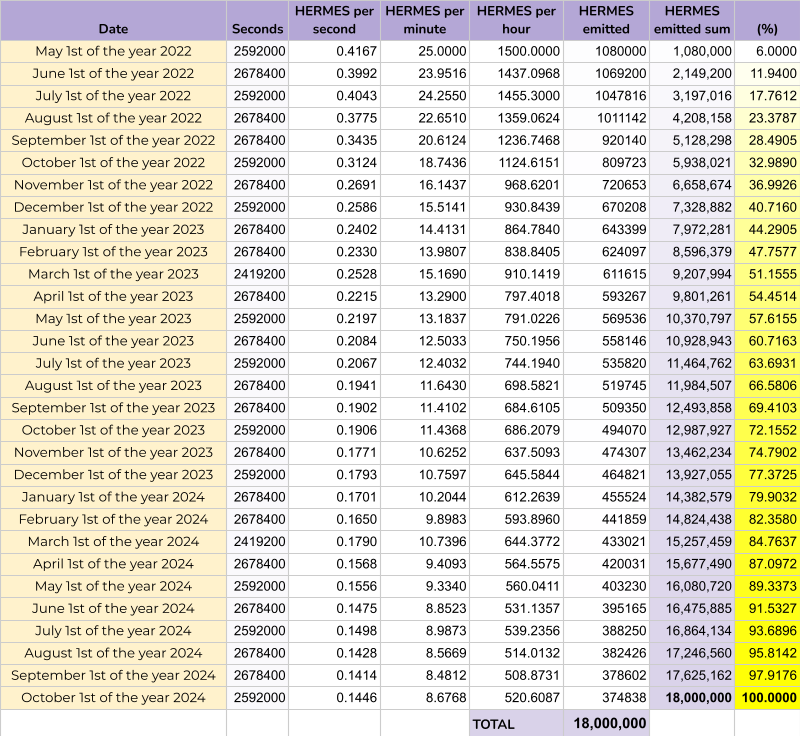 Date Seconds HERMES per second HERMES per minute HERMES per hour HERMES emitted HERMES emitted sum (%)
May 1st of the year 2022 2592000 0.4167 25.0000 1500.0000 1080000 1,080,000 6.0000
June 1st of the year 2022 2678400 0.3992 23.9516 1437.0968 1069200 2,149,200 11.9400
July 1st of the year 2022 2592000 0.4043 24.2550 1455.3000 1047816 3,197,016 17.7612
August 1st of the year 2022 2678400 0.3775 22.6510 1359.0624 1011142 4,208,158 23.3787
September 1st of the year 2022 2678400 0.3435 20.6124 1236.7468 920140 5,128,298 28.4905
October 1st of the year 2022 2592000 0.3124 18.7436 1124.6151 809723 5,938,021 32.9890
November 1st of the year 2022 2678400 0.2691 16.1437 968.6201 720653 6,658,674 36.9926
December 1st of the year 2022 2592000 0.2586 15.5141 930.8439 670208 7,328,882 40.7160
January 1st of the year 2023 2678400 0.2402 14.4131 864.7840 643399 7,972,281 44.2905
February 1st of the year 2023 2678400 0.2330 13.9807 838.8405 624097 8,596,379 47.7577
March 1st of the year 2023 2419200 0.2528 15.1690 910.1419 611615 9,207,994 51.1555
April 1st of the year 2023 2678400 0.2215 13.2900 797.4018 593267 9,801,261 54.4514
May 1st of the year 2023 2592000 0.2197 13.1837 791.0226 569536 10,370,797 57.6155
June 1st of the year 2023 2678400 0.2084 12.5033 750.1956 558146 10,928,943 60.7163
July 1st of the year 2023 2592000 0.2067 12.4032 744.1940 535820 11,464,762 63.6931
August 1st of the year 2023 2678400 0.1941 11.6430 698.5821 519745 11,984,507 66.5806
September 1st of the year 2023 2678400 0.1902 11.4102 684.6105 509350 12,493,858 69.4103
October 1st of the year 2023 2592000 0.1906 11.4368 686.2079 494070 12,987,927 72.1552
November 1st of the year 2023 2678400 0.1771 10.6252 637.5093 474307 13,462,234 74.7902
December 1st of the year 2023 2592000 0.1793 10.7597 645.5844 464821 13,927,055 77.3725
January 1st of the year 2024 2678400 0.1701 10.2044 612.2639 455524 14,382,579 79.9032
February 1st of the year 2024 2678400 0.1650 9.8983 593.8960 441859 14,824,438 82.3580
March 1st of the year 2024 2419200 0.1790 10.7396 644.3772 433021 15,257,459 84.7637
April 1st of the year 2024 2678400 0.1568 9.4093 564.5575 420031 15,677,490 87.0972
May 1st of the year 2024 2592000 0.1556 9.3340 560.0411 403230 16,080,720 89.3373
June 1st of the year 2024 2678400 0.1475 8.8523 531.1357 395165 16,475,885 91.5327
July 1st of the year 2024 2592000 0.1498 8.9873 539.2356 388250 16,864,134 93.6896
August 1st of the year 2024 2678400 0.1428 8.5669 514.0132 382426 17,246,560 95.8142
September 1st of the year 2024 2678400 0.1414 8.4812 508.8731 378602 17,625,162 97.9176
October 1st of the year 2024 2592000 0.1446 8.6768 520.6087 374838 18,000,000 100.0000
TOTAL 18,000,000